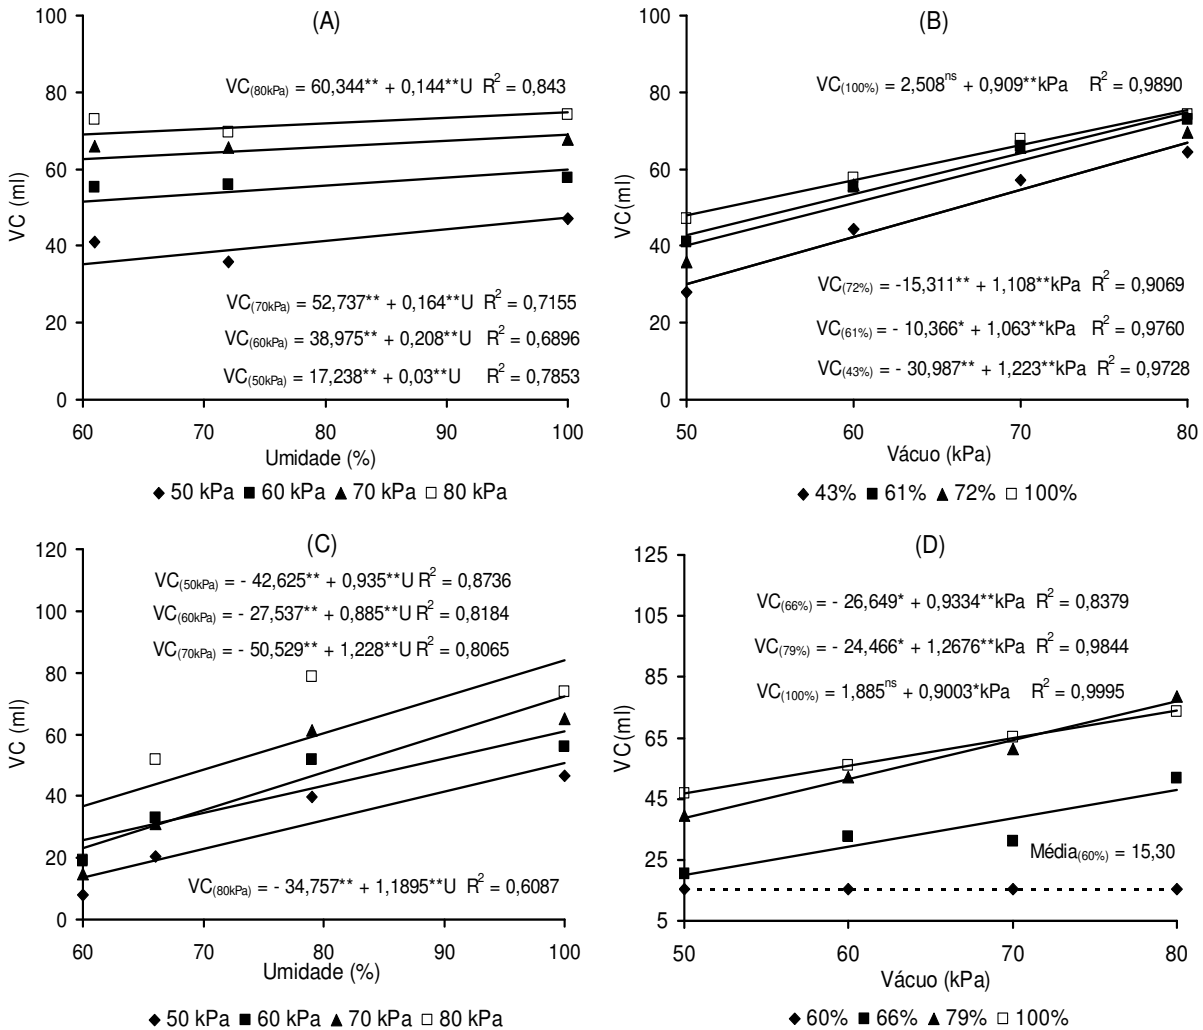 (A)
VC(80kPa) = 60,344** + 0,144**U R² = 0,843
VC (ml)
100
80
60
40
20
0
VC(70kPa) = 52,737** + 0,164**U R² = 0,7155
VC(60kPa) = 38,975** + 0,208**U R² = 0,6896
VC(50kPa) = 17,238** + 0,03**U R² = 0,7853
60 70 80 90 100
Umidade (%)
50 kPa 60 kPa 70 kPa 80 kPa
(B)
VC(100%) = 2,508ns + 0,909**kPa R² = 0,9890
VC(ml)
100
80
60
40
20
0
VC(72%) = -15,311** + 1,108**kPa R² = 0,9069
VC(61%) = - 10,366* + 1,063**kPa R² = 0,9760
VC(43%) = - 30,987** + 1,223**kPa R² = 0,9728
50 60 70 80
Vácuo (kPa)
43% 61% 72% 100%
(C)
VC(50kPa) = - 42,625** + 0,935**U R² = 0,8736
VC(60kPa) = - 27,537** + 0,885**U R² = 0,8184
VC(70kPa) = - 50,529** + 1,228**U R² = 0,8065
VC (ml)
120
100
80
60
40
20
0
VC(80kPa) = - 34,757** + 1,1895**U R² = 0,6087
60 70 80 90 100
Umidade (%)
50 kPa 60 kPa 70 kPa 80 kPa
(D)
VC(66%) = - 26,649* + 0,9334**kPa R² = 0,8379
VC(79%) = - 24,466* + 1,2676**kPa R² = 0,9844
VC(100%) = 1,885ns + 0,9003*kPa R² = 0,9995
VC(ml)
125
105
85
65
45
25
5
Média(60%) = 15,30
50 60 70 80
Vácuo (kPa)
60% 66% 79% 100%